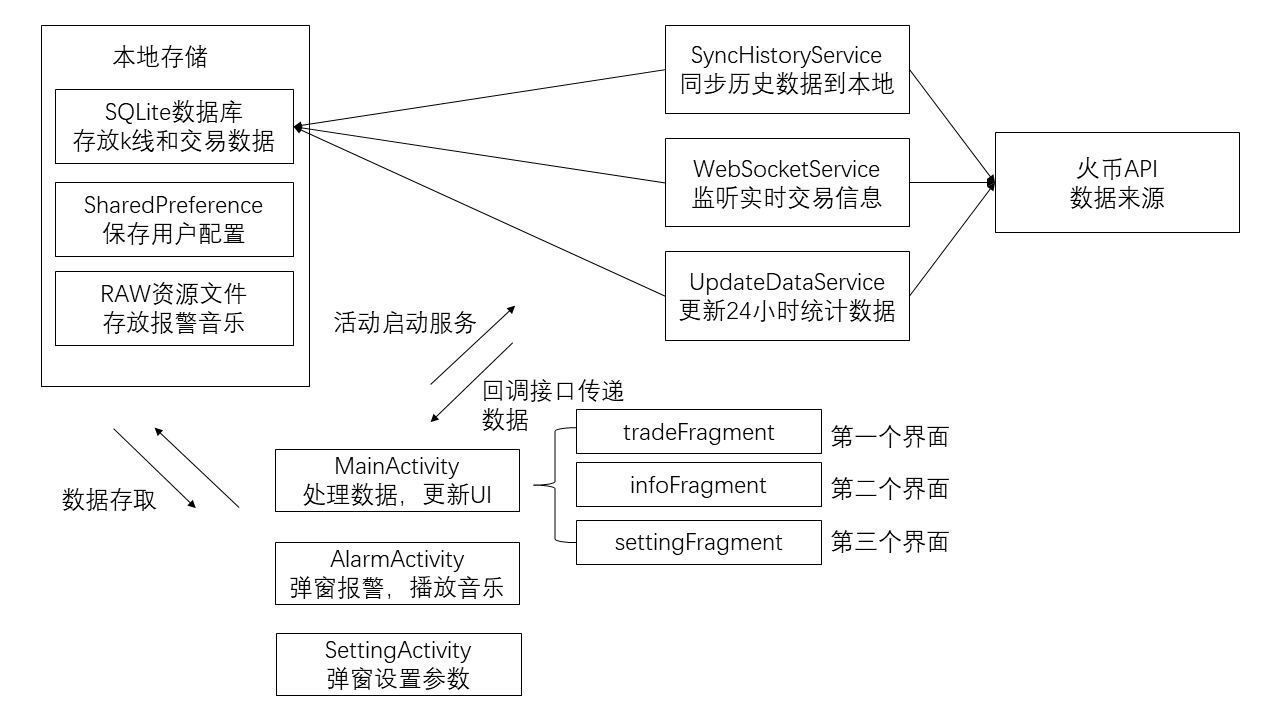 本地存储
SQLite数据库
存放k线和交易数据
SharedPreference
保存用户配置
RAW资源文件
存放报警音乐
SyncHistoryService
同步历史数据到本地
WebSocketService
监听实时交易信息
UpdateDataService
更新24小时统计数据
火币API
数据来源
活动启动服务
回调接口传递
数据
数据存取
MainActivity
处理数据，更新UI
AlarmActivity
弹窗报警，播放音乐
SettingActivity
弹窗设置参数
tradeFragment
第一个界面
infoFragment
第二个界面
settingFragment
第三个界面